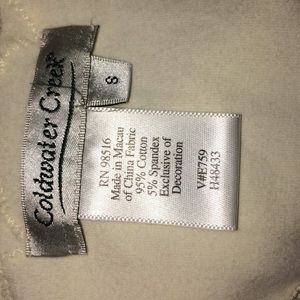 Coldwater Creek
S
RN 98516
Made in Macau
of China Fabric
95% Cotton
5% Spandex
Exclusive of
Decoration
V#E759
H48433